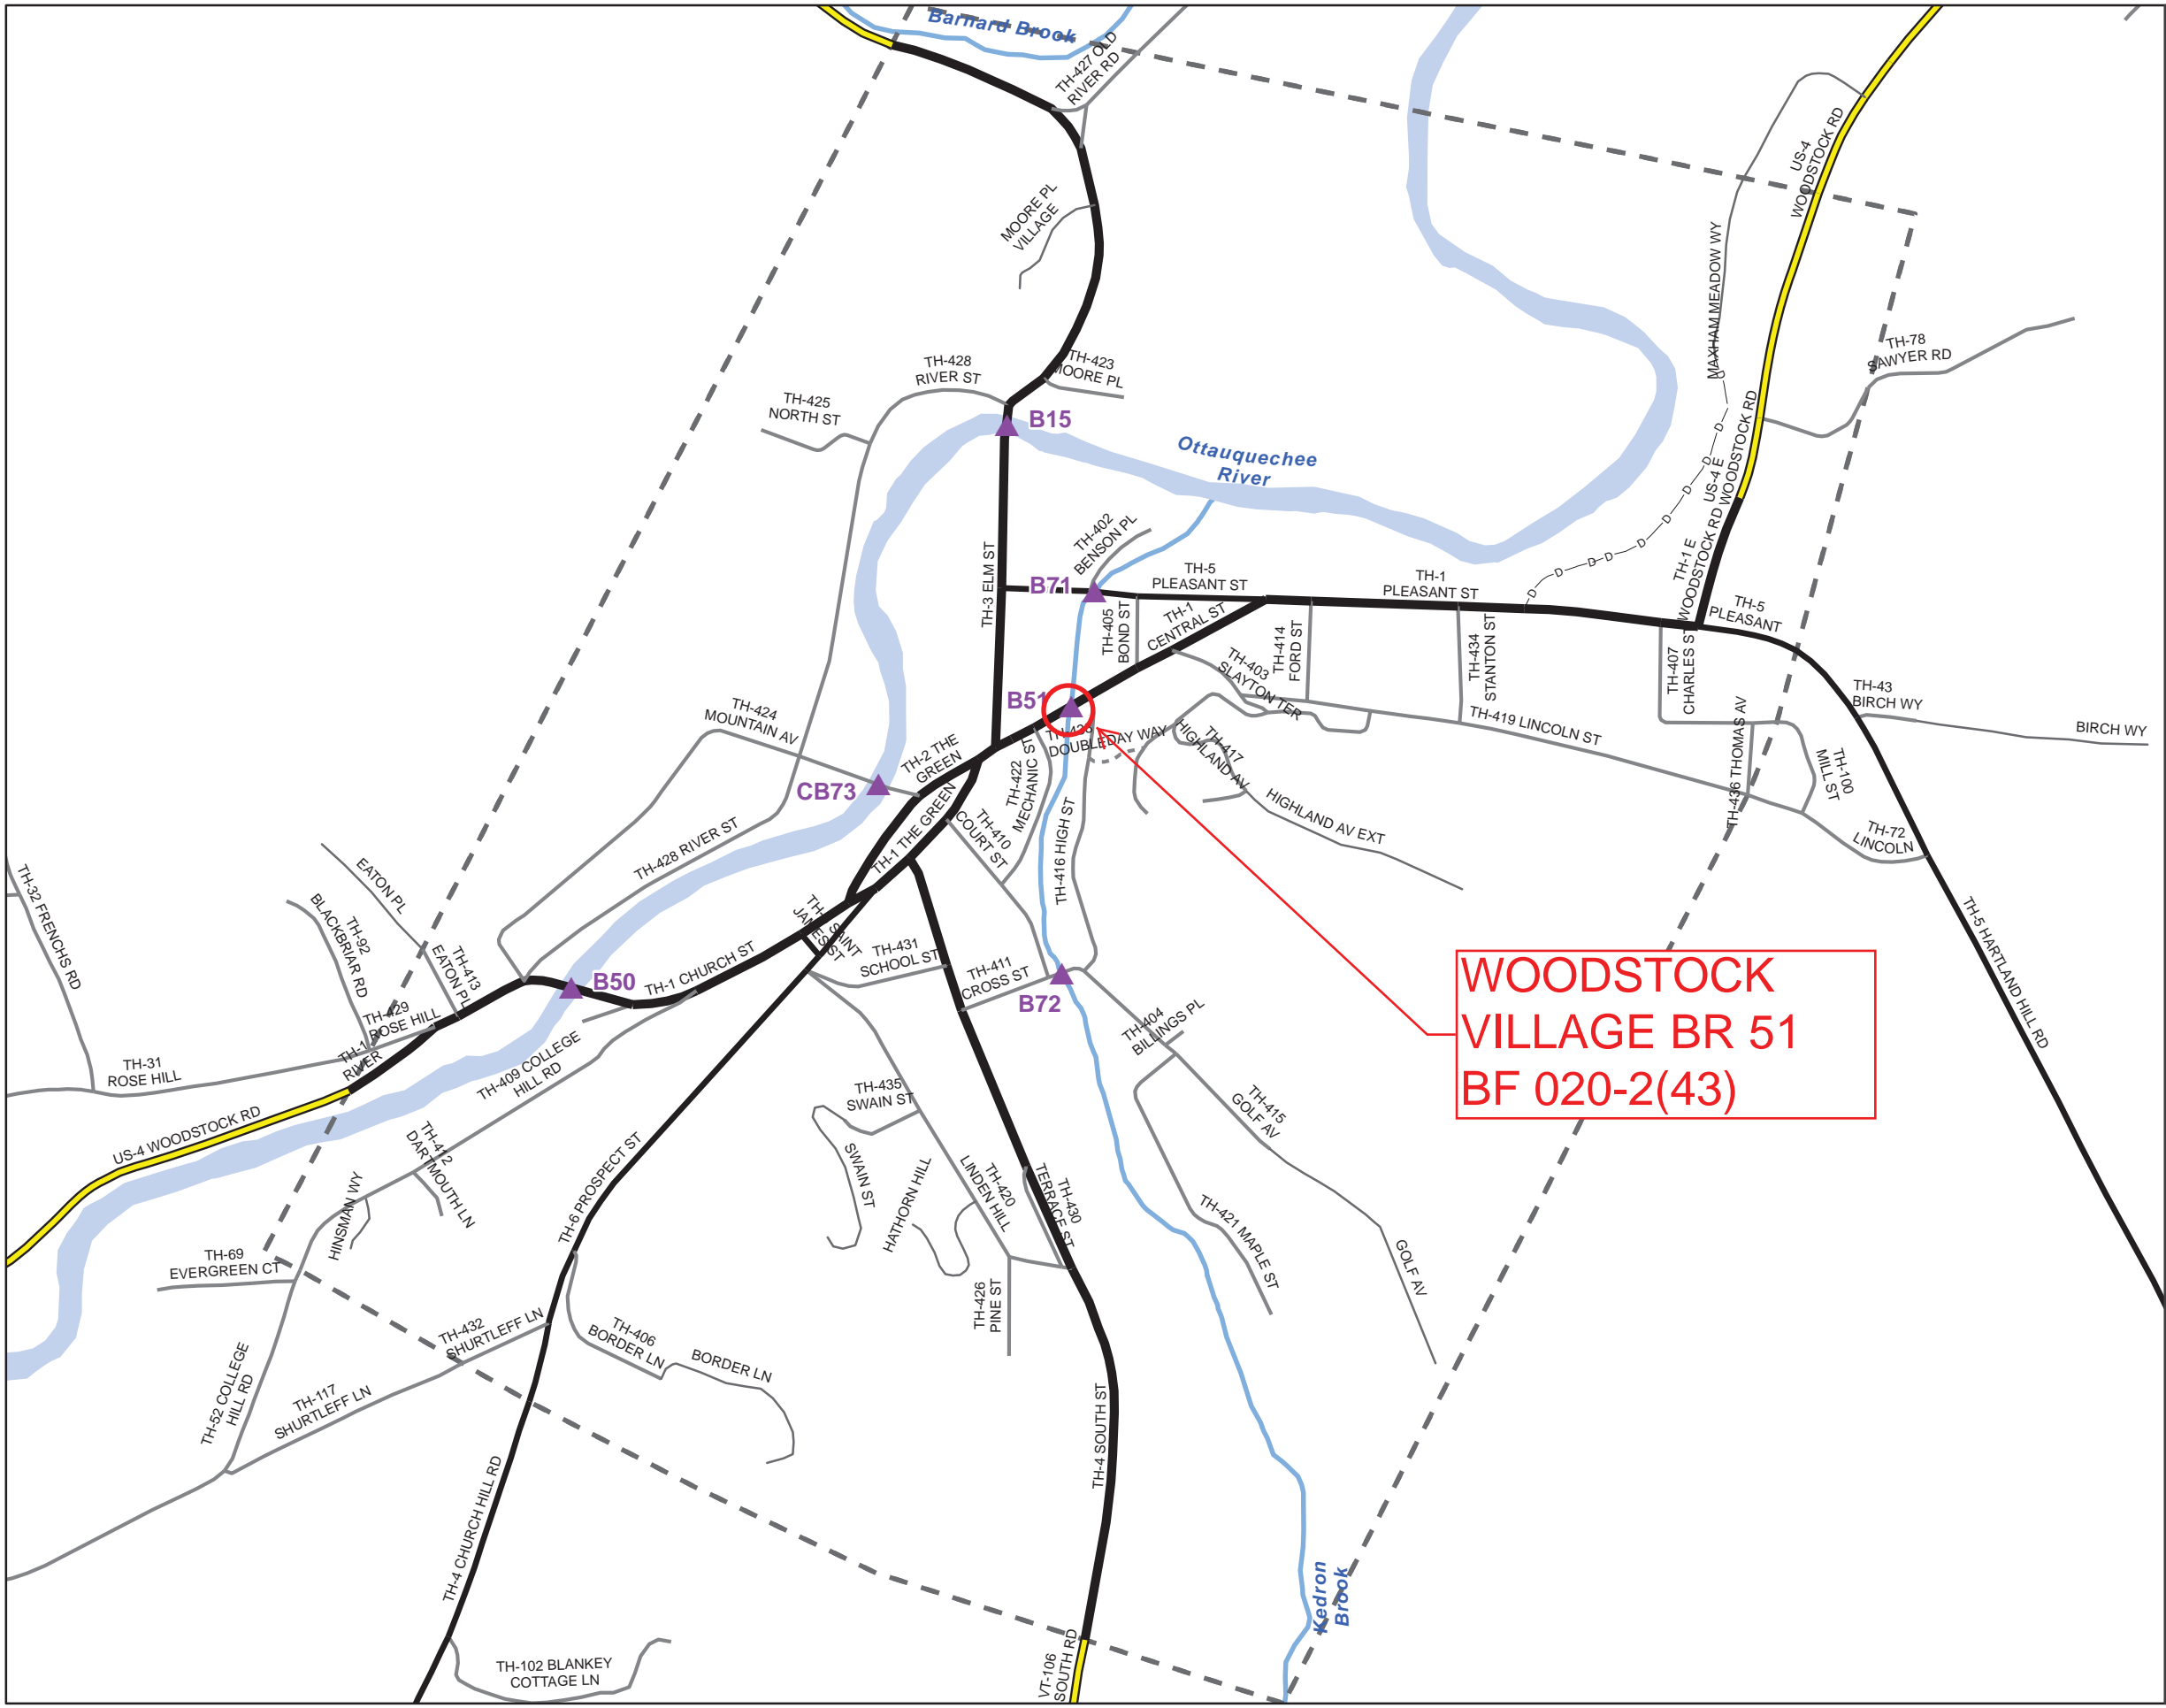 Barnard Brook
TH-427 OLD
RIVER RD
US-4
WOODSTOCK RD
MOORE PL
VILLAGE
MAXHAM MEADOW WY
TH-78
SAWYER RD
TH-428
RIVER ST
TH-423
MOORE PL
TH-425
NORTH ST
B15
Ottauquechee
River
US-4 E
WOODSTOCK RD
TH-402
BENSON PL
TH-3 ELM ST
B71
TH-5
PLEASANT ST
TH-1
PLEASANT ST
TH-1 E
WOODSTOCK RD
TH-5
PLEASANT
TH-405
BOND ST
TH-1
CENTRAL ST
TH-414
FORD ST
TH-434
STANTON ST
TH-407
CHARLES ST
TH-403
SLAYTON TER
B51
DOUBLEDAY WAY
TH-43
BIRCH WY
BIRCH WY
TH-424
MOUNTAIN AV
TH-2 THE
GREEN
TH-422
MECHANIC ST
TH-417
HIGHLAND AV
TH-419 LINCOLN ST
TH-436 THOMAS AV
TH-100
MILL ST
CB73
HIGHLAND AV EXT
TH-72
LINCOLN
TH-1 THE GREEN
TH-410
COURT ST
TH-416 HIGH ST
TH-428 RIVER ST
EATON PL
TH-32 FRENCHS RD
TH-92
BLACKBRIAR RD
TH-413
EATON PL
SAINT
JAMES ST
TH-431
SCHOOL ST
TH-411
CROSS ST
TH-5 HARTLAND HILL RD
B50
TH-1 CHURCH ST
B72
WOODSTOCK
VILLAGE BR 51
BF 020-2(43)
TH-429
ROSE HILL
TH-1
RIVER
TH-31
ROSE HILL
TH-409 COLLEGE
HILL RD
TH-404
BILLINGS PL
TH-435
SWAIN ST
TH-415
GOLF AV
US-4 WOODSTOCK RD
TH-412
DARTMOUTH LN
SWAIN ST
HATHORN HILL
TH-420
LINDEN HILL
TH-430
TERRACE ST
TH-6 PROSPECT ST
HINSMAN WY
TH-421 MAPLE ST
GOLF AV
TH-69
EVERGREEN CT
TH-426
PINE ST
TH-432
SHURTLEFF LN
TH-406
BORDER LN
BORDER LN
TH-52 COLLEGE
HILL RD
TH-117
SHURTLEFF LN
TH-4 SOUTH ST
TH-4 CHURCH HILL RD
Kedron
Brook
TH-102 BLANKEY
COTTAGE LN
VT-106
SOUTH RD
D D D D D D D D D D